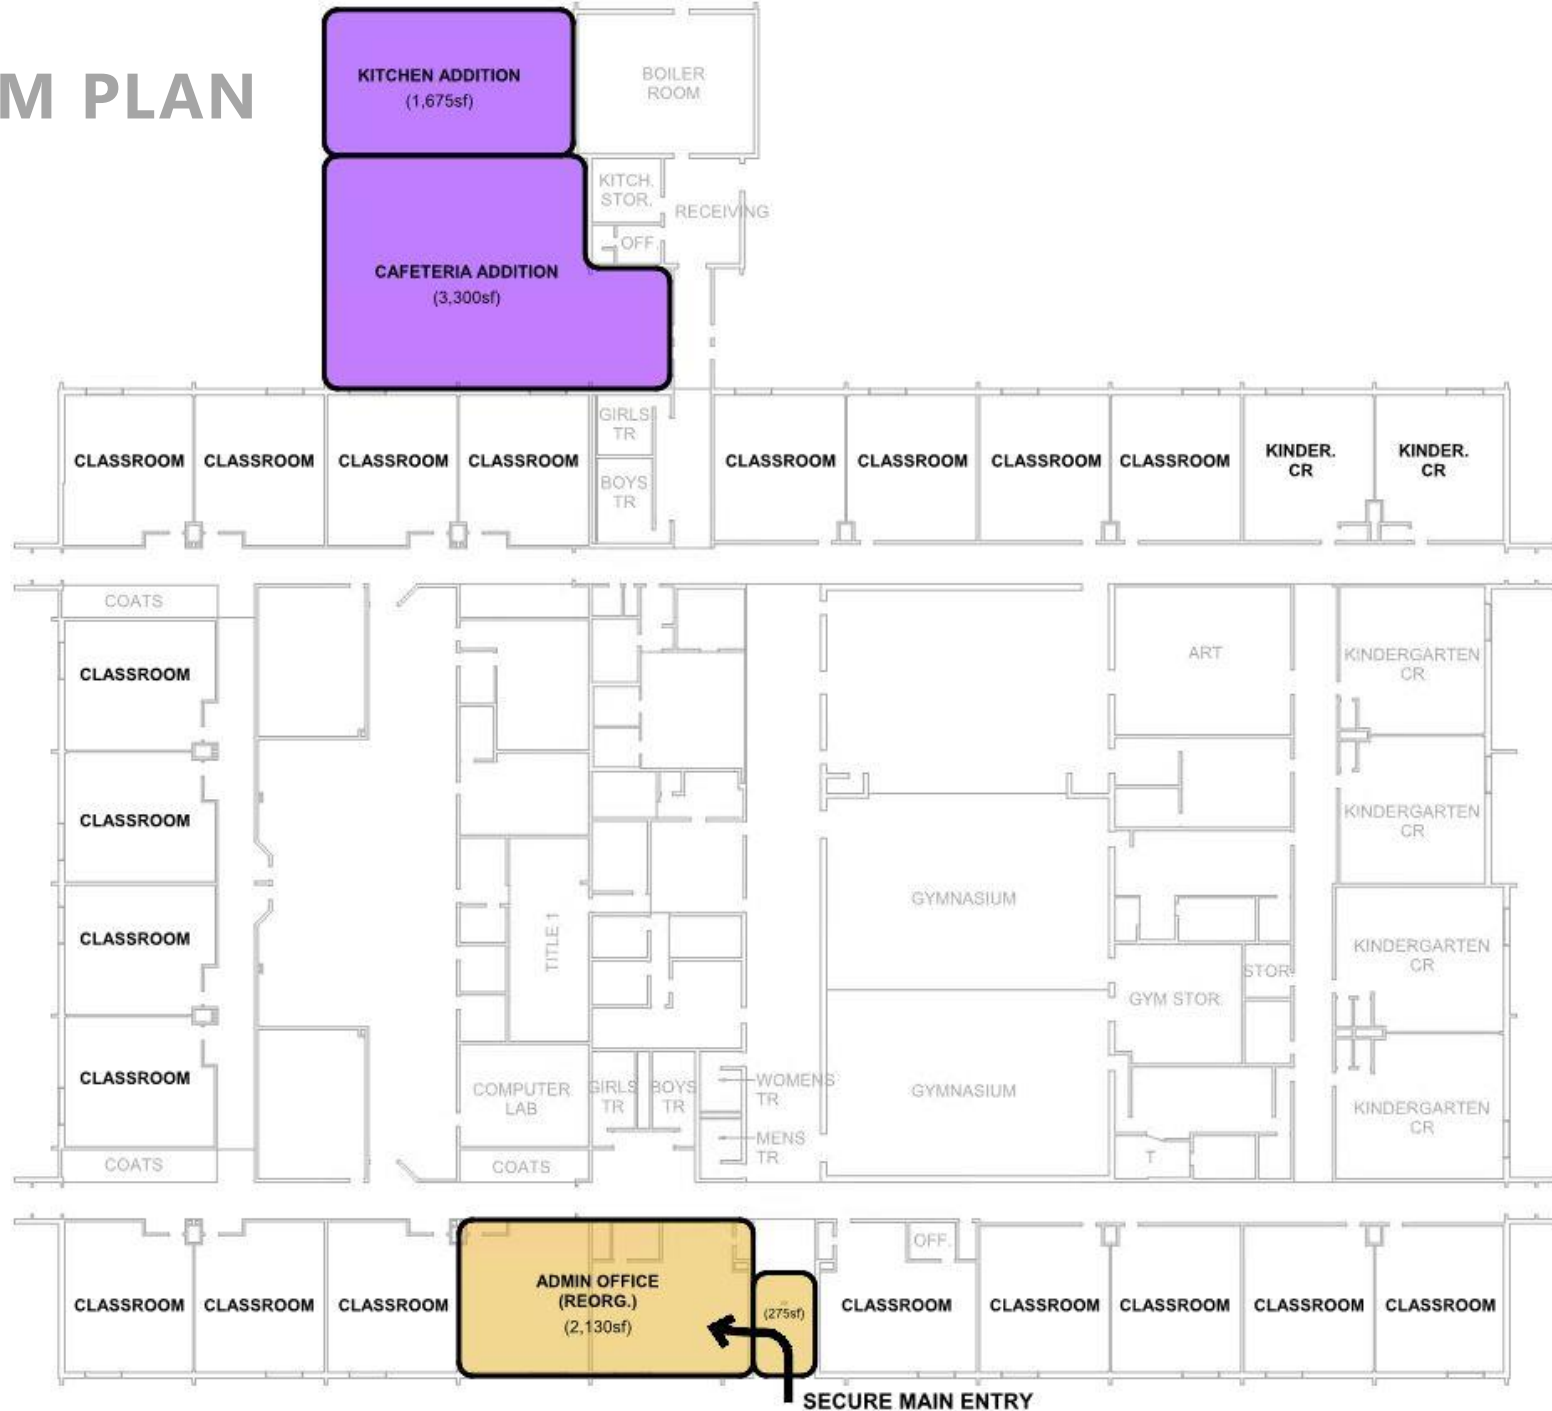 M PLAN
KITCHEN ADDITION
(1,675sf)
BOILER
ROOM
KITCH.
STOR.
RECEIVING
OFF.
CAFETERIA ADDITION
(3,300sf)
CLASSROOM
CLASSROOM
CLASSROOM
CLASSROOM
GIRLS
TR
BOYS
TR
CLASSROOM
CLASSROOM
CLASSROOM
CLASSROOM
KINDER.
CR
KINDER.
CR
COATS
CLASSROOM
CLASSROOM
CLASSROOM
CLASSROOM
COATS
TITLE 1
COMPUTER
LAB
COATS
GIRLS
TR
BOYS
TR
WOMENS
TR
MENS
TR
GYMNASIUM
GYMNASIUM
ART
GYM STOR.
STOR.
T
KINDERGARTEN
CR
KINDERGARTEN
CR
KINDERGARTEN
CR
KINDERGARTEN
CR
CLASSROOM
CLASSROOM
CLASSROOM
ADMIN OFFICE
(REORG.)
(2,130sf)
(275sf)
OFF.
CLASSROOM
CLASSROOM
CLASSROOM
CLASSROOM
CLASSROOM
SECURE MAIN ENTRY